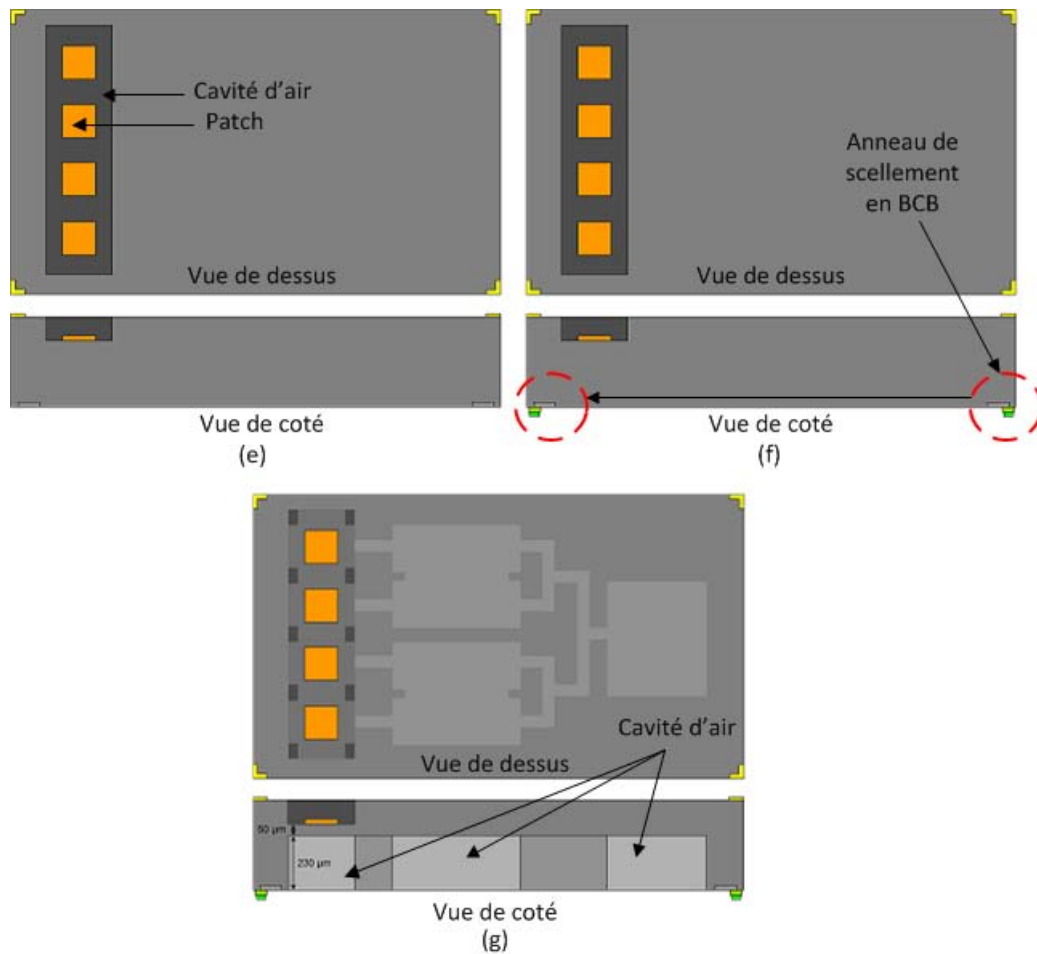 Cavité d'air
Patch
Vue de dessus
Vue de coté
(e)
Anneau de
scellement
en BCB
Vue de dessus
Vue de coté
(f)
Cavité d'air
Vue de dessus
50 µm
230 µm
Vue de coté
(g)